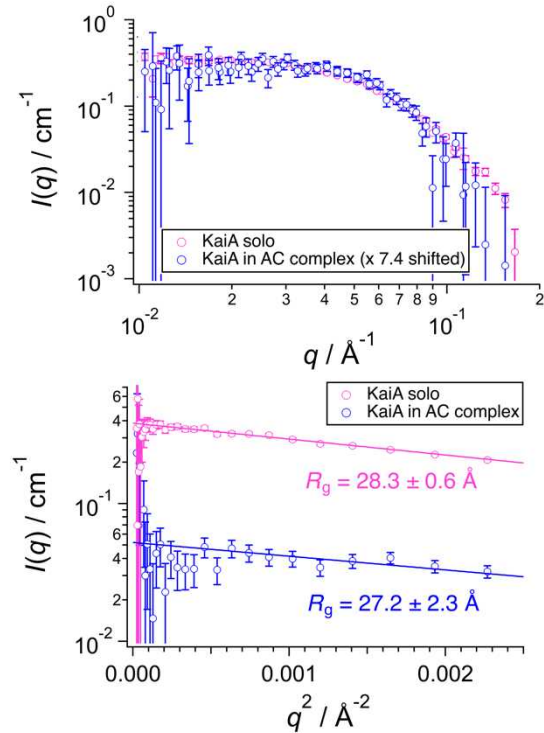 10^0
10^-1
10^-2
10^-3
I(q) / cm^-1
KaiA solo
KaiA in AC complex (x 7.4 shifted)
10^-2 2 3 4 5 6 7 8 9 10^-1 2
q / Å^-1
KaiA solo
KaiA in AC complex
6
4
2
10^-1
6
4
2
10^-2
I(q) / cm^-1
R_g = 28.3 ± 0.6 Å
R_g = 27.2 ± 2.3 Å
0.000 0.001 0.002
q^2 / Å^-2